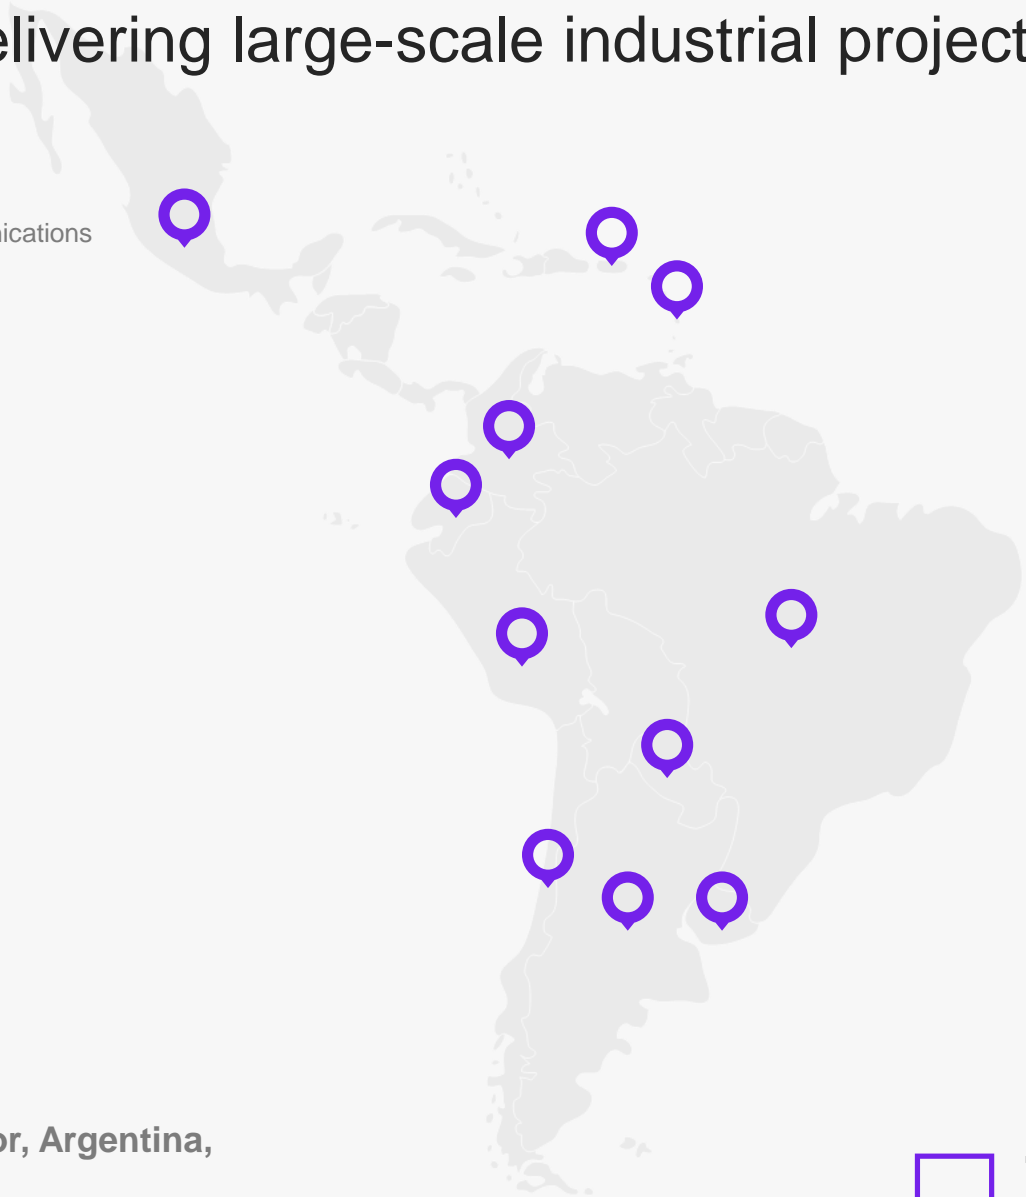 elivering large-scale industrial project
nications
or, Argentina,